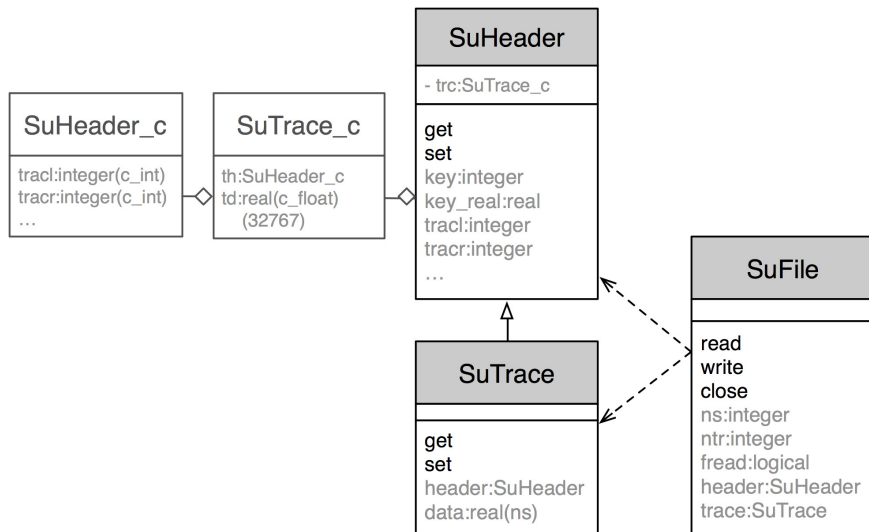 SuHeader_c
tracl:integer(c_int)
tracr:integer(c_int)
...
SuTrace_c
th:SuHeader_c
td:real(c_float)
(32767)
SuHeader
- trc:SuTrace_c
get
set
key:integer
key_real:real
tracl:integer
tracr:integer
...
SuTrace
get
set
header:SuHeader
data:real(ns)
SuFile
read
write
close
ns:integer
ntr:integer
fread:logical
header:SuHeader
trace:SuTrace